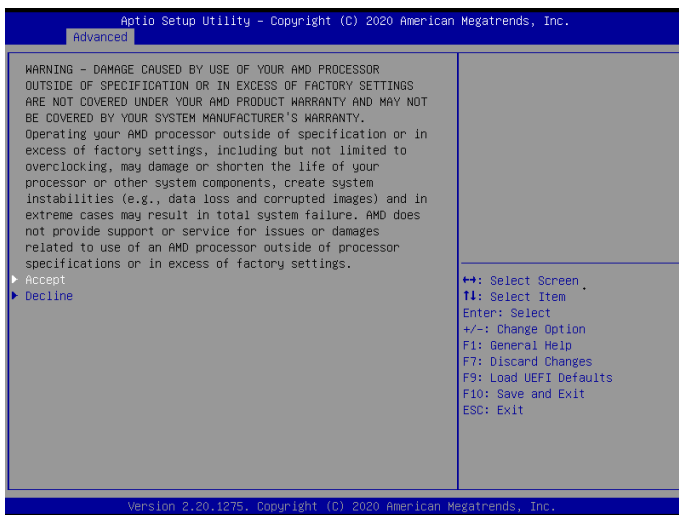 Aptio Setup Utility – Copyright (C) 2020 American Megatrends, Inc.
Advanced
WARNING – DAMAGE CAUSED BY USE OF YOUR AMD PROCESSOR
OUTSIDE OF SPECIFICATION OR IN EXCESS OF FACTORY SETTINGS
ARE NOT COVERED UNDER YOUR AMD PRODUCT WARRANTY AND MAY NOT
BE COVERED BY YOUR SYSTEM MANUFACTURER'S WARRANTY.
Operating your AMD processor outside of specification or in
excess of factory settings, including but not limited to
overclocking, may damage or shorten the life of your
processor or other system components, create system
instabilities (e.g., data loss and corrupted images) and in
extreme cases may result in total system failure. AMD does
not provide support or service for issues or damages
related to use of an AMD processor outside of processor
specifications or in excess of factory settings.
Accept
Decline
↔: Select Screen
↑↓: Select Item
Enter: Select
+/-: Change Option
F1: General Help
F7: Discard Changes
F9: Load UEFI Defaults
F10: Save and Exit
ESC: Exit
Version 2.20.1275. Copyright (C) 2020 American Megatrends, Inc.